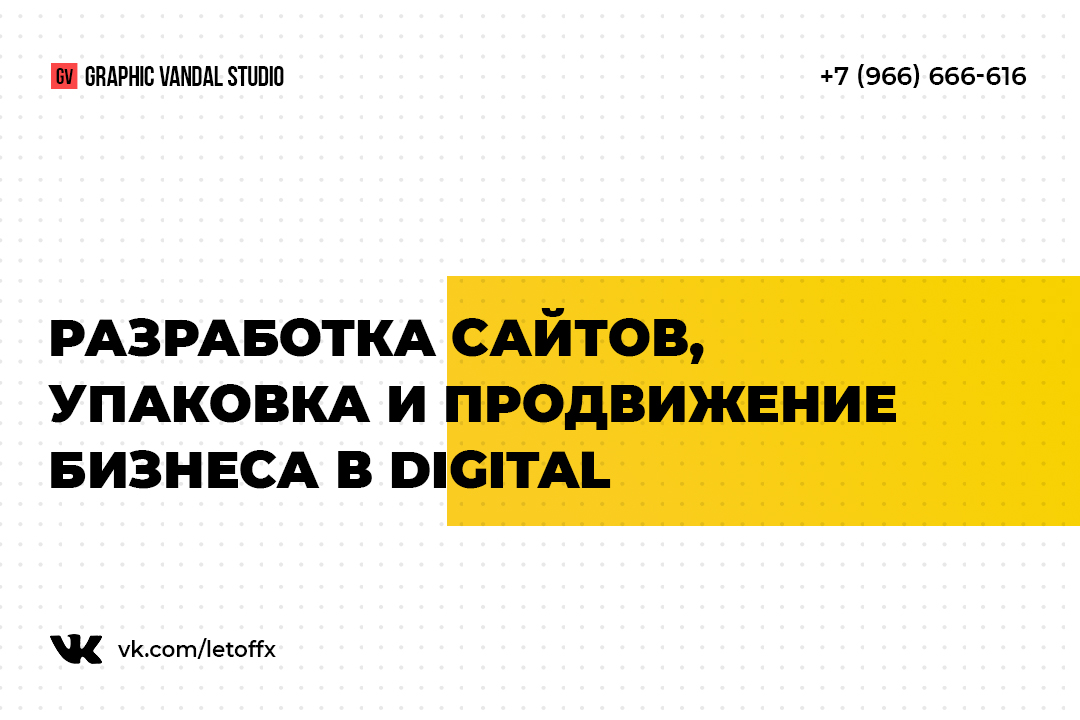 GV GRAPHIC VANDAL STUDIO
+7 (966) 666-616
РАЗРАБОТКА САЙТОВ,
УПАКОВКА И ПРОДВИЖЕНИЕ
БИЗНЕСА В DIGITAL
vk.com/letoffx